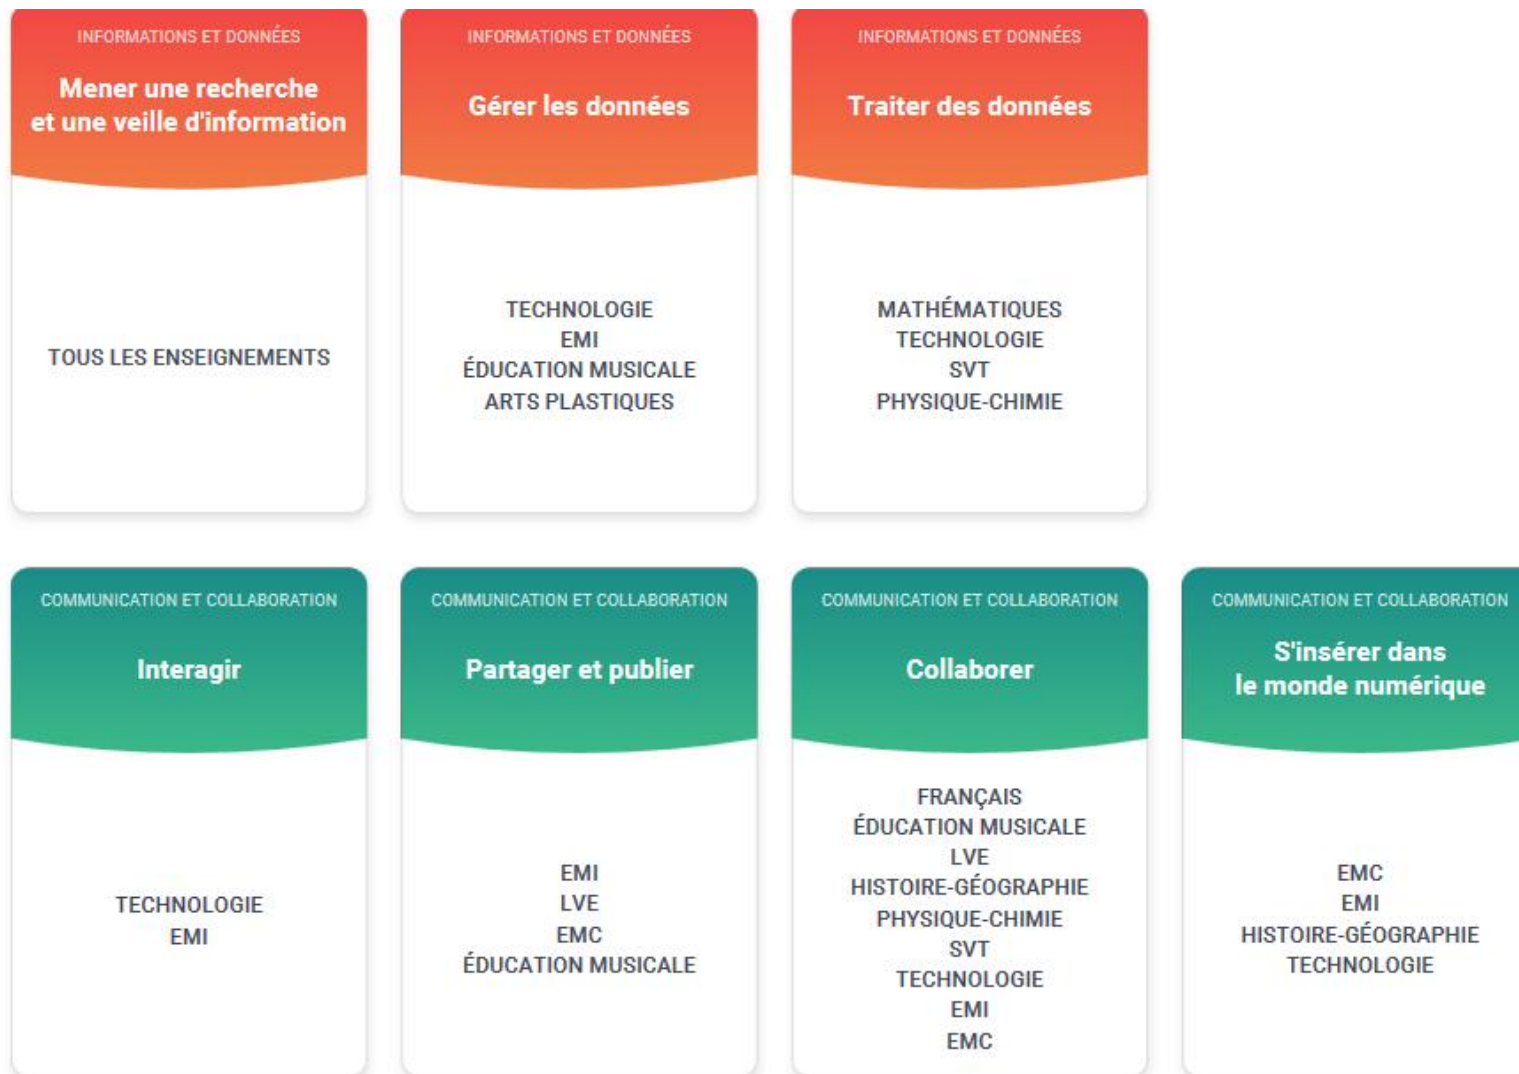 INFORMATIONS ET DONNÉES
Mener une recherche
et une veille d'information
TOUS LES ENSEIGNEMENTS
INFORMATIONS ET DONNÉES
Gérer les données
TECHNOLOGIE
EMI
ÉDUCATION MUSICALE
ARTS PLASTIQUES
INFORMATIONS ET DONNÉES
Traiter des données
MATHÉMATIQUES
TECHNOLOGIE
SVT
PHYSIQUE-CHIMIE
COMMUNICATION ET COLLABORATION
Interagir
TECHNOLOGIE
EMI
COMMUNICATION ET COLLABORATION
Partager et publier
EMI
LVE
EMC
ÉDUCATION MUSICALE
COMMUNICATION ET COLLABORATION
Collaborer
FRANÇAIS
ÉDUCATION MUSICALE
LVE
HISTOIRE-GÉOGRAPHIE
PHYSIQUE-CHIMIE
SVT
TECHNOLOGIE
EMI
EMC
COMMUNICATION ET COLLABORATION
S'insérer dans
le monde numérique
EMC
EMI
HISTOIRE-GÉOGRAPHIE
TECHNOLOGIE